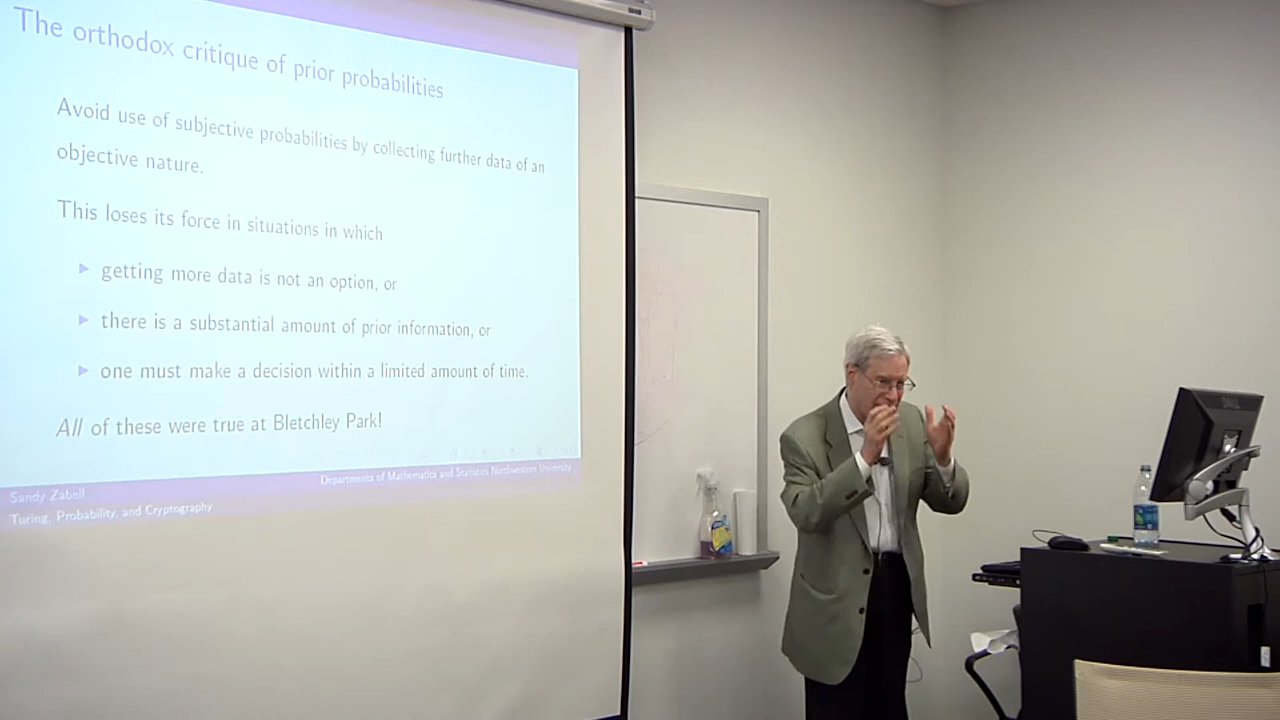 The orthodox critique of prior probabilities
Avoid use of subjective probabilities by collecting further data of an
objective nature.
This loses its force in situations in which
getting more data is not an option, or
there is a substantial amount of prior information, or
one must make a decision within a limited amount of time.
All of these were true at Bletchley Park!
Sandy Zabell
Departments of Mathematics and Statistics Northwestern University
Turing, Probability, and Cryptography
DELL